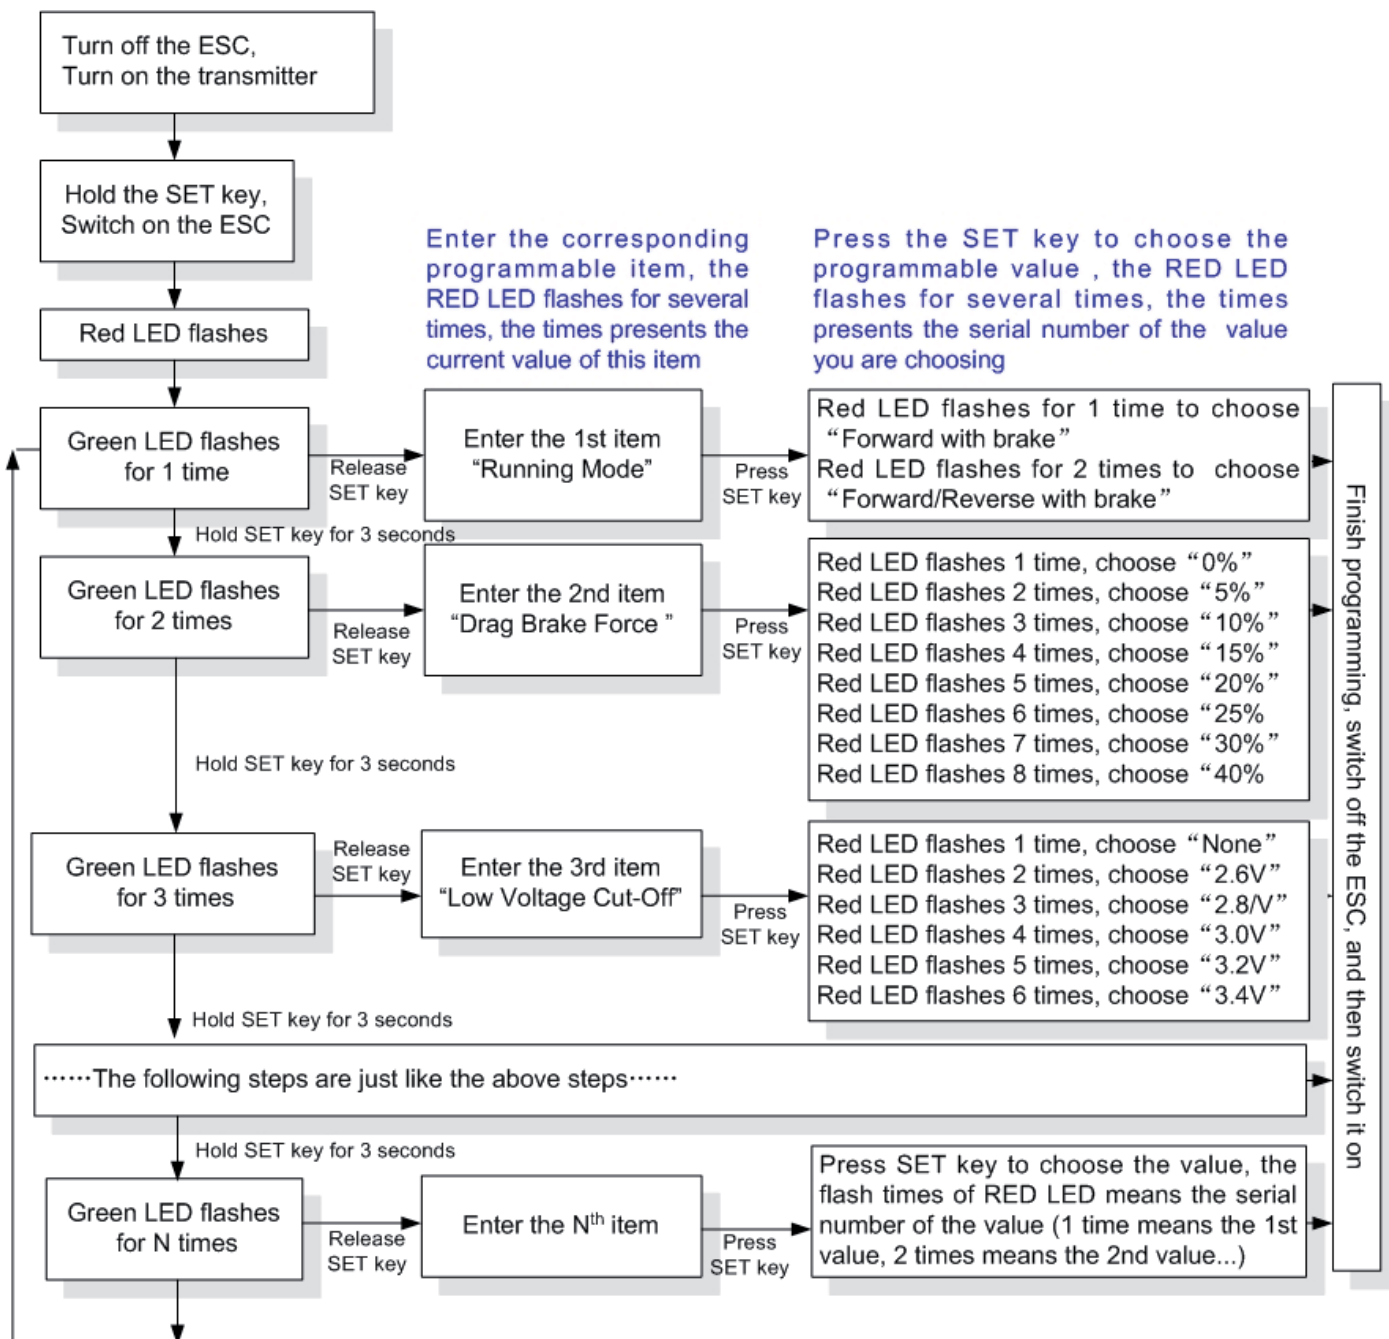 Turn off the ESC,
Turn on the transmitter
Hold the SET key,
Switch on the ESC
Enter the corresponding
programmable item, the
RED LED flashes for several
times, the times presents the
current value of this item
Press the SET key to choose the
programmable value , the RED LED
flashes for several times, the times
presents the serial number of the value
you are choosing
Red LED flashes
Green LED flashes
for 1 time
Release
SET key
Enter the 1st item
“Running Mode”
Press
SET key
Red LED flashes for 1 time to choose
“Forward with brake”
Red LED flashes for 2 times to choose
“Forward/Reverse with brake”
Hold SET key for 3 seconds
Green LED flashes
for 2 times
Release
SET key
Enter the 2nd item
“Drag Brake Force ”
Press
SET key
Red LED flashes 1 time, choose “0%”
Red LED flashes 2 times, choose “5%”
Red LED flashes 3 times, choose “10%”
Red LED flashes 4 times, choose “15%”
Red LED flashes 5 times, choose “20%”
Red LED flashes 6 times, choose “25%
Red LED flashes 7 times, choose “30%”
Red LED flashes 8 times, choose “40%
Hold SET key for 3 seconds
Green LED flashes
for 3 times
Release
SET key
Enter the 3rd item
“Low Voltage Cut-Off”
Press
SET key
Red LED flashes 1 time, choose “None”
Red LED flashes 2 times, choose “2.6V”
Red LED flashes 3 times, choose “2.8/V”
Red LED flashes 4 times, choose “3.0V”
Red LED flashes 5 times, choose “3.2V”
Red LED flashes 6 times, choose “3.4V”
Hold SET key for 3 seconds
······The following steps are just like the above steps······
Hold SET key for 3 seconds
Green LED flashes
for N times
Release
SET key
Enter the Nth item
Press
SET key
Press SET key to choose the value, the
flash times of RED LED means the serial
number of the value (1 time means the 1st
value, 2 times means the 2nd value...)
Finish programming, switch off the ESC, and then switch it on